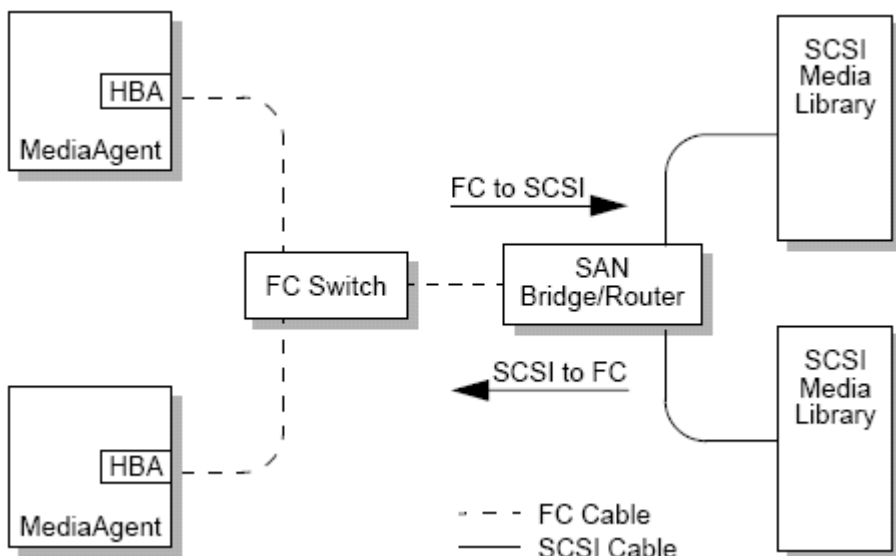 HBA
MediaAgent
SCSI
Media
Library
FC to SCSI
FC Switch
SAN
Bridge/Router
SCSI to FC
SCSI
Media
Library
HBA
MediaAgent
FC Cable
SCSI Cable